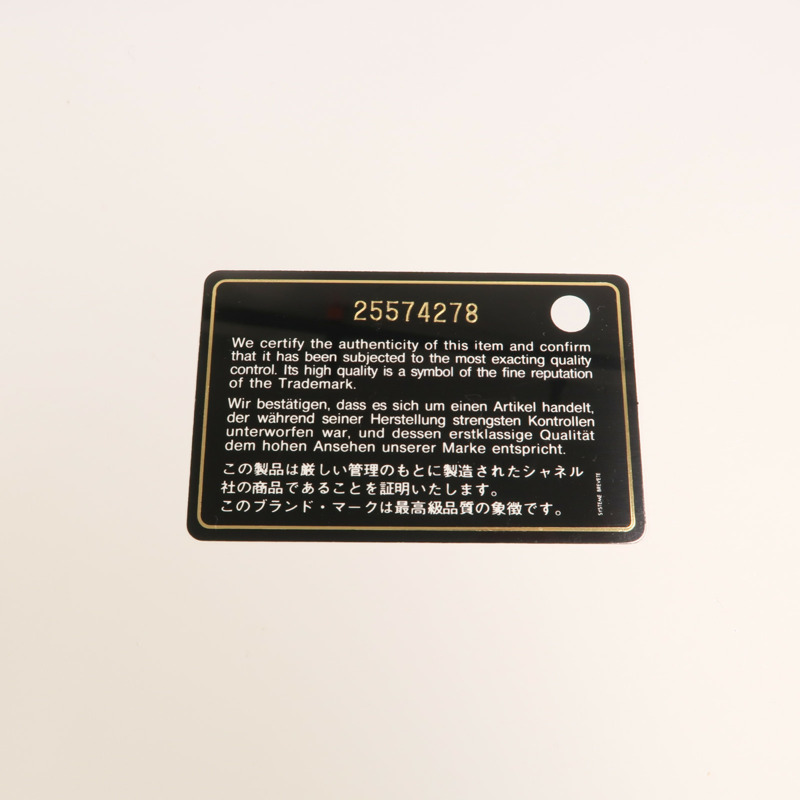 25574278
We certify the authenticity of this item and confirm
that it has been subjected to the most exacting quality
control. Its high quality is a symbol of the fine reputation
of the Trademark.
Wir bestätigen, dass es sich um einen Artikel handelt,
der während seiner Herstellung strengsten Kontrollen
unterworfen war, und dessen erstklassige Qualität
dem hohen Ansehen unserer Marke entspricht.
この製品は厳しい管理のもとに製造されたシャネル
社の商品であることを証明いたします。
このブランド・マークは最高級品質の象徴です。
SYSTEME BREVETE